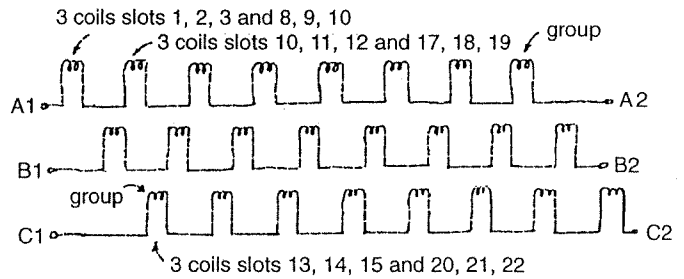 3 coils slots 1, 2, 3 and 8, 9, 10
3 coils slots 10, 11, 12 and 17, 18, 19
group
A1
A2
B1
B2
group
C1
C2
3 coils slots 13, 14, 15 and 20, 21, 22